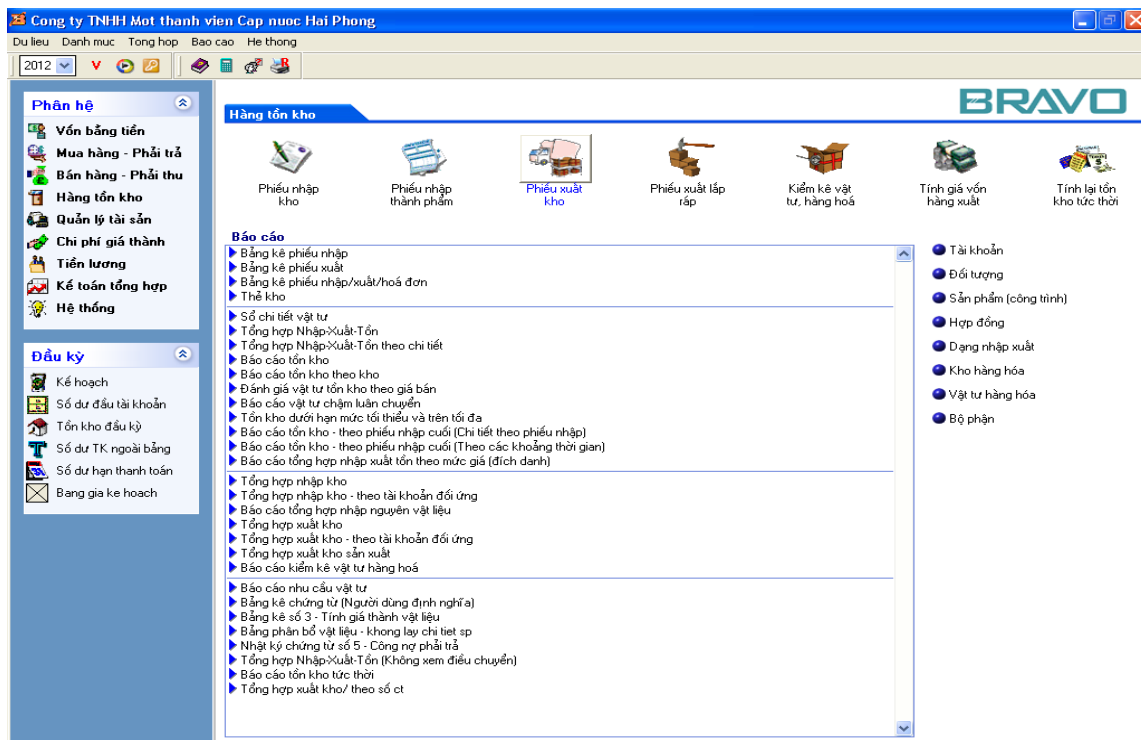 Cong ty TNHH Mot thanh vien Cap nuoc Hai Phong
Du lieu Danh muc Tong hop Bao cao He thong
2012
V
Phân hệ
Vốn bằng tiền
Mua hàng - Phải trả
Bán hàng - Phải thu
Hàng tồn kho
Quản lý tài sản
Chi phí giá thành
Tiền lương
Kế toán tổng hợp
Hệ thống
Đầu kỳ
Kế hoạch
Số dư đầu tài khoản
Tồn kho đầu kỳ
Số dư TK ngoài bảng
Số dư hạn thanh toán
Bang gia ke hoach
BRAVO
Hàng tồn kho
Phiếu nhập
kho
Phiếu nhập
thành phẩm
Phiếu xuất
kho
Phiếu xuất lắp
ráp
Kiểm kê vật
tư, hàng hoá
Tính giá vốn
hàng xuất
Tính lại tồn
kho tức thời
Báo cáo
Bảng kê phiếu nhập
Bảng kê phiếu xuất
Bảng kê phiếu nhập/xuất/hoá đơn
Thẻ kho
Sổ chi tiết vật tư
Tổng hợp Nhập-Xuất-Tồn
Tổng hợp Nhập-Xuất-Tồn theo chi tiết
Báo cáo tồn kho
Báo cáo tồn kho theo kho
Đánh giá vật tư tồn kho theo giá bán
Báo cáo vật tư chậm luân chuyển
Tồn kho dưới hạn mức tối thiểu và trên tối đa
Báo cáo tồn kho - theo phiếu nhập cuối (Chi tiết theo phiếu nhập)
Báo cáo tồn kho - theo phiếu nhập cuối (Theo các khoảng thời gian)
Báo cáo tổng hợp nhập xuất tồn theo mức giá (đích danh)
Tổng hợp nhập kho
Tổng hợp nhập kho - theo tài khoản đối ứng
Báo cáo tổng hợp nhập nguyên vật liệu
Tổng hợp xuất kho
Tổng hợp xuất kho - theo tài khoản đối ứng
Tổng hợp xuất kho sản xuất
Báo cáo kiểm kê vật tư hàng hoá
Báo cáo nhu cầu vật tư
Bảng kê chứng từ (Người dùng định nghĩa)
Bảng kê số 3 - Tính giá thành vật liệu
Bảng phân bổ vật liệu - khong lay chi tiet sp
Nhật ký chứng từ số 5 - Công nợ phải trả
Tổng hợp Nhập-Xuất-Tồn (Không xem điều chuyển)
Báo cáo tồn kho tức thời
Tổng hợp xuất kho/ theo số ct
Tài khoản
Đối tượng
Sản phẩm (công trình)
Hợp đồng
Dạng nhập xuất
Kho hàng hóa
Vật tư hàng hóa
Bộ phận